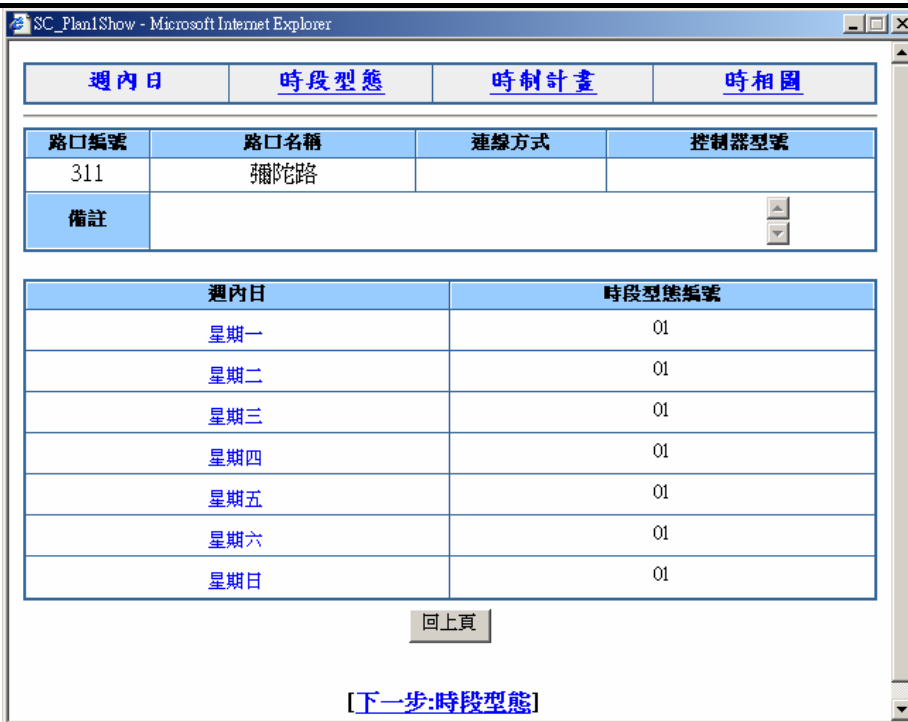 SC_Plan1Show - Microsoft Internet Explorer
週內日 時段型態 時制計畫 時相圖
路口編號 路口名稱 連線方式 控制器型號
311 彌陀路
備註
週內日 時段型態編號
星期一 01
星期二 01
星期三 01
星期四 01
星期五 01
星期六 01
星期日 01
回上頁
[下一步:時段型態]